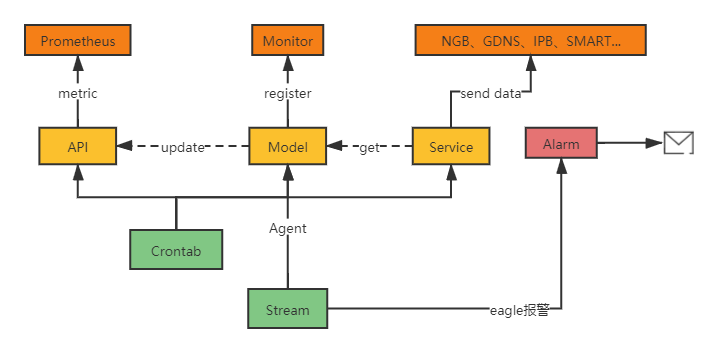 Prometheus
Monitor
NGB、GDNS、IPB、SMART...
metric
register
send data
API
update
Model
get
Service
Alarm
Agent
Crontab
Stream
eagle报警